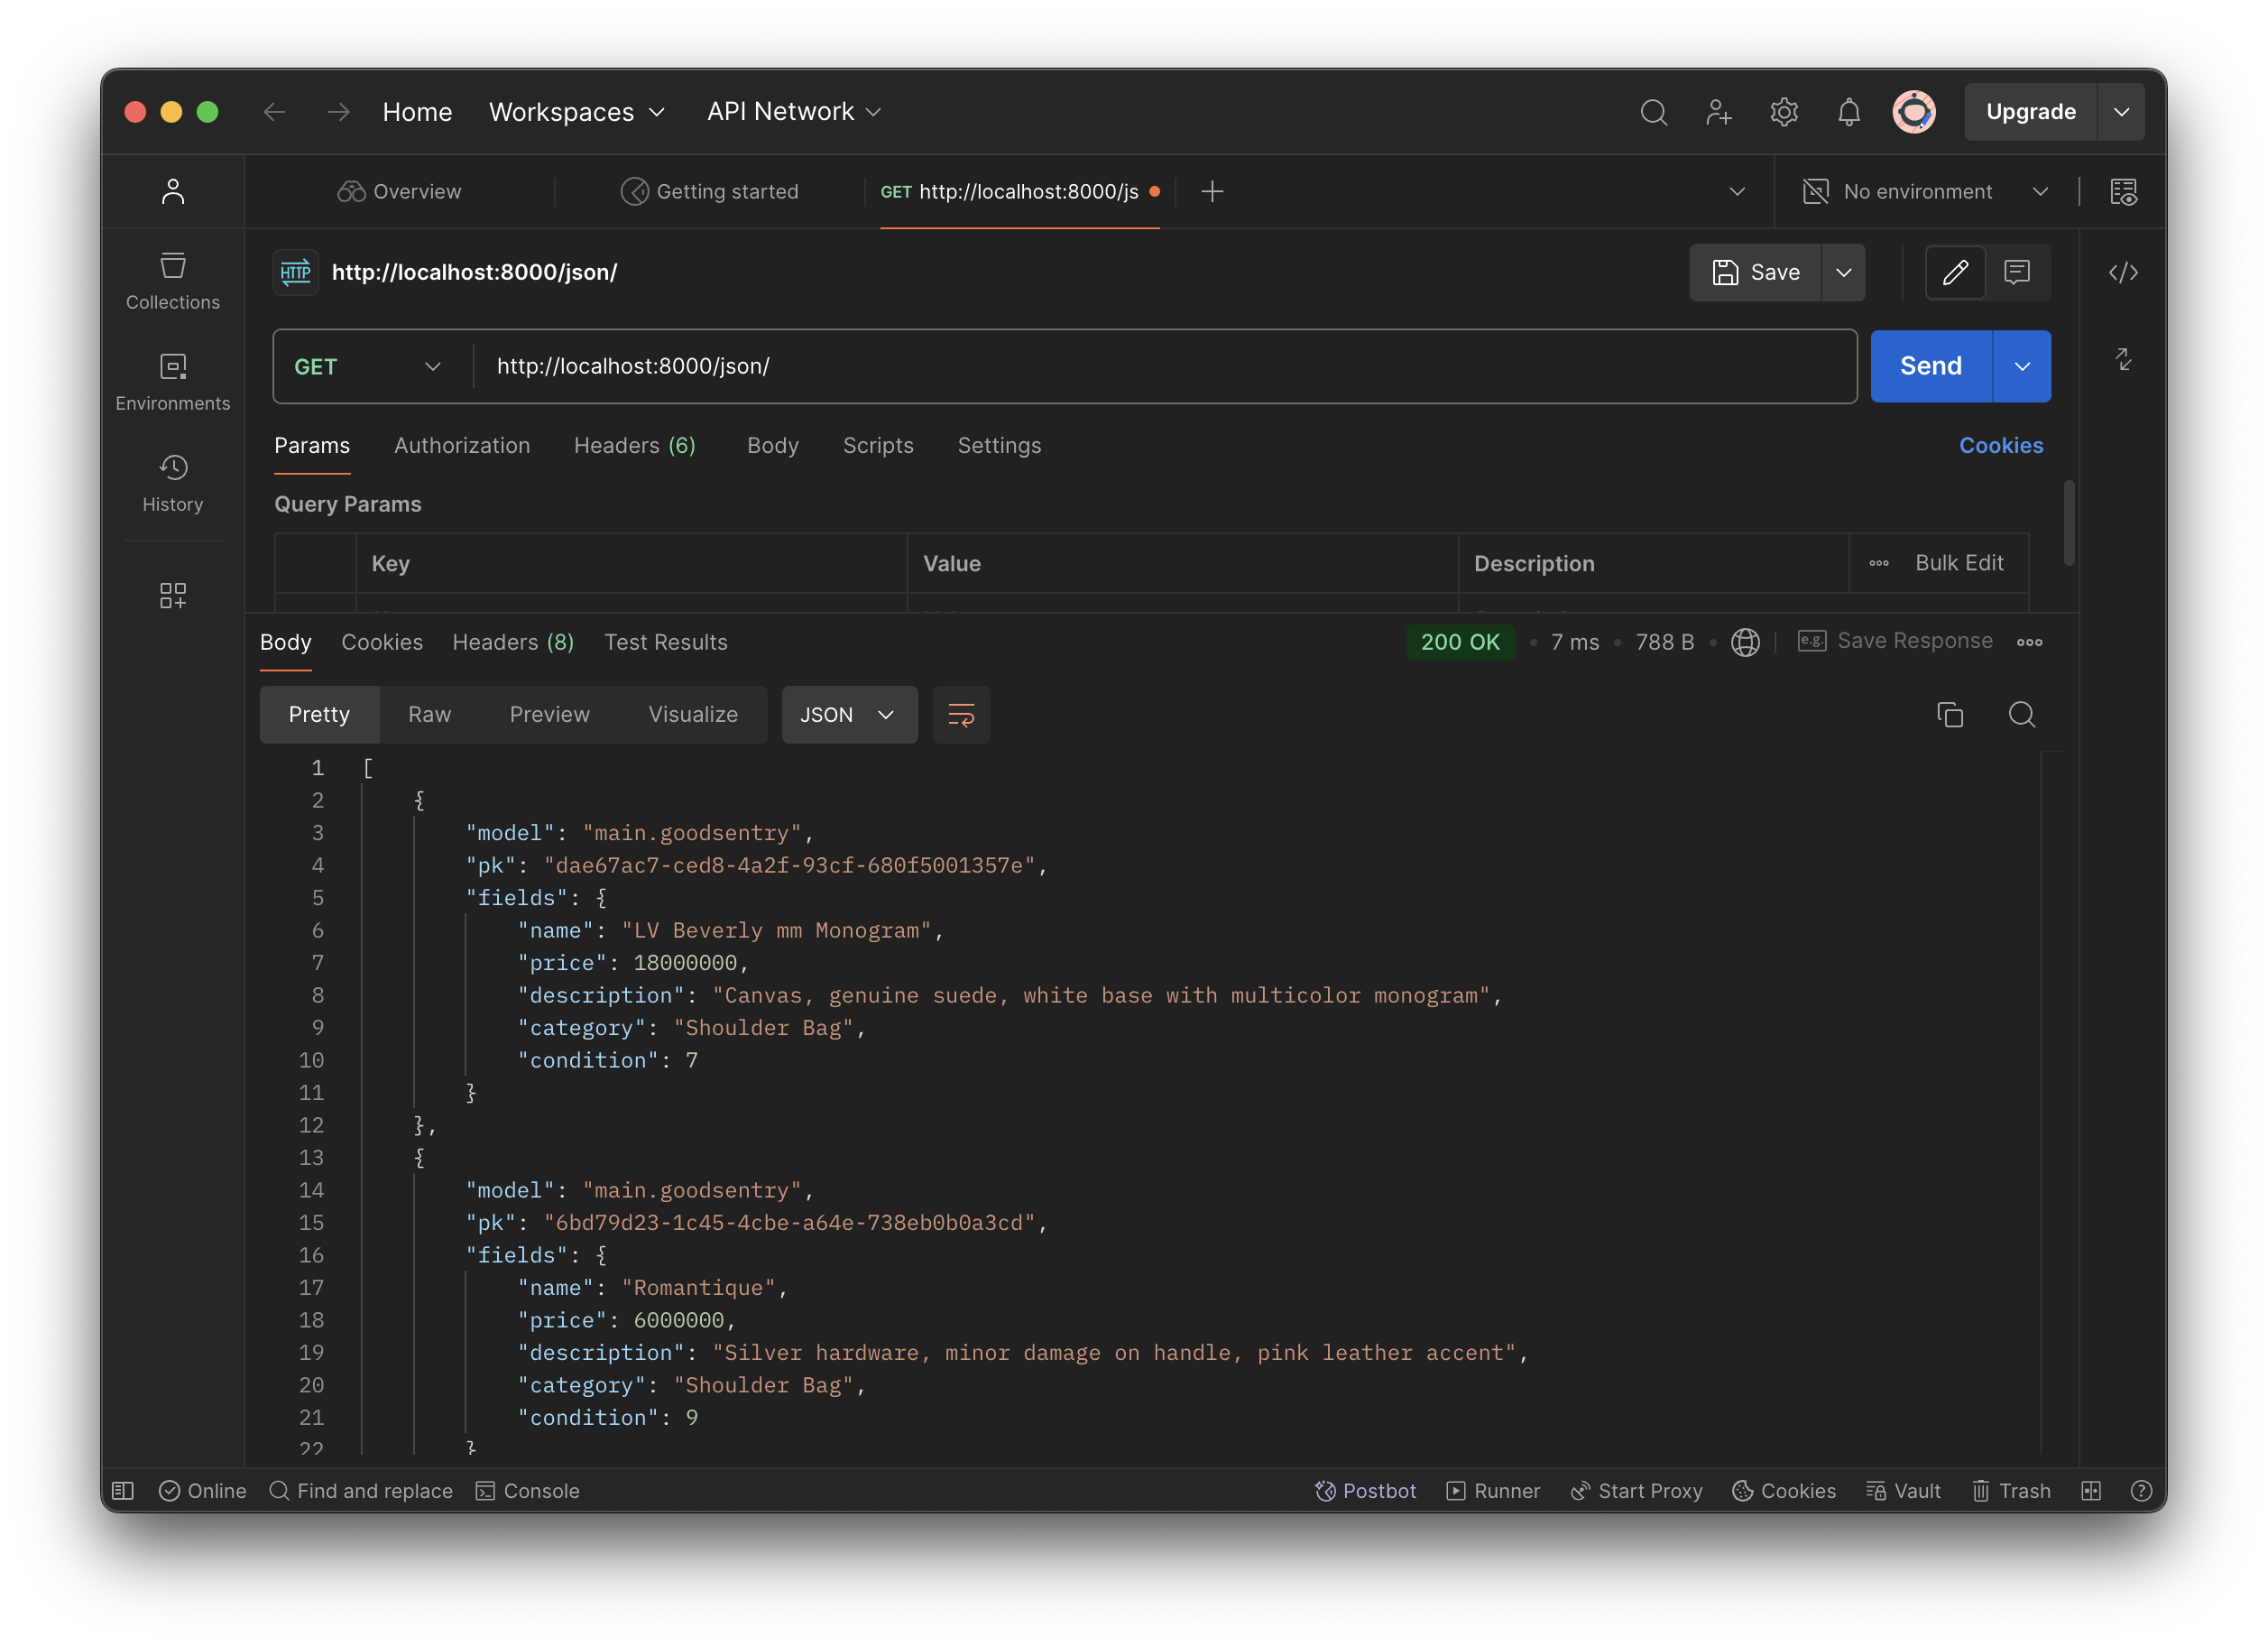 Home Workspaces API Network Upgrade
Overview Getting started GET http://localhost:8000/js No environment
HTTP http://localhost:8000/json/ Save
Collections
GET http://localhost:8000/json/ Send
Environments
Params Authorization Headers (6) Body Scripts Settings Cookies
History
Query Params
Key Value Description Bulk Edit
Body Cookies Headers (8) Test Results 200 OK • 7 ms • 788 B • e.g. Save Response
Pretty Raw Preview Visualize JSON
1 [
2 {
3 "model": "main.goodsentry",
4 "pk": "dae67ac7-ced8-4a2f-93cf-680f5001357e",
5 "fields": {
6 "name": "LV Beverly mm Monogram",
7 "price": 18000000,
8 "description": "Canvas, genuine suede, white base with multicolor monogram",
9 "category": "Shoulder Bag",
10 "condition": 7
11 }
12 },
13 {
14 "model": "main.goodsentry",
15 "pk": "6bd79d23-1c45-4cbe-a64e-738eb0b0a3cd",
16 "fields": {
17 "name": "Romantique",
18 "price": 6000000,
19 "description": "Silver hardware, minor damage on handle, pink leather accent",
20 "category": "Shoulder Bag",
21 "condition": 9
22 }
Online Find and replace Console Postbot Runner Start Proxy Cookies Vault Trash